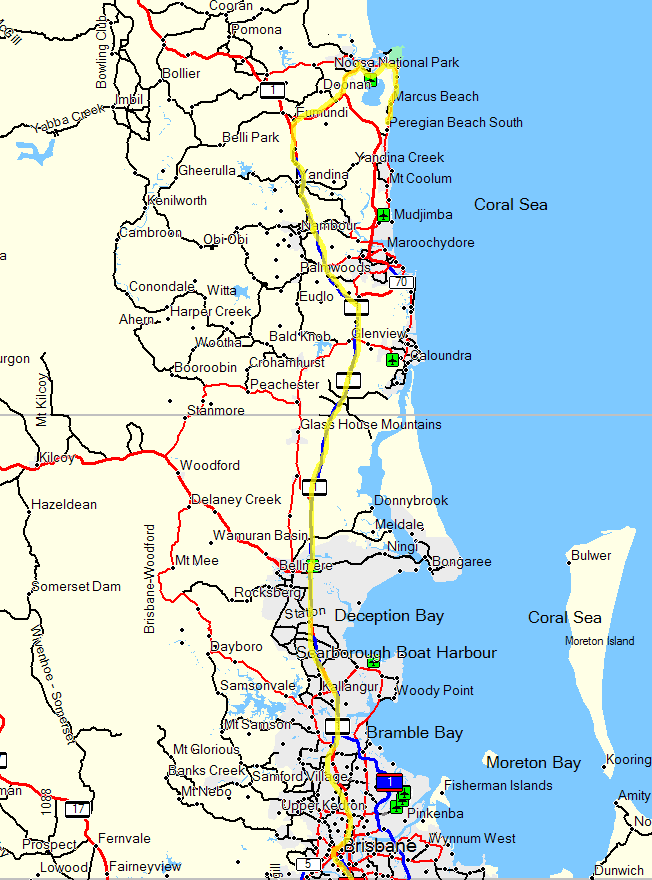 Cooran
McGill
Pomona
Bowling Club
Noosa National Park
Bollier
Doonan
1
Marcus Beach
Imbil
Eumundi
Yabba Creek
Peregian Beach South
Belli Park
Yandina Creek
Gheerulla
Yandina
Mt Coolum
Kenilworth
Coral Sea
Mudjimba
Nambour
Cambroon
Obi Obi
Maroochydore
a
Palmwoods
70
Conondale
Witta
Eudlo
Harper Creek
Ahern
Bald Knob
Glenview
Wootha
Caloundra
urgon
Crohamhurst
Booroobin
Peachester
Mt Kilcoy
Stanmore
Glass House Mountains
Kilcoy
Woodford
Hazeldean
Delaney Creek
Donnybrook
Meldale
Wamuran Basin
Ningi
Brisbane-Woodford
Bulwer
Mt Mee
Bellmere
Bongaree
Somerset Dam
Rocksberg
Staton
Deception Bay
Coral Sea
Moreton Island
Wivenhoe - Somerset
Dayboro
Scarborough Boat Harbour
Samsonvale
Kallangur
Woody Point
Mt Samson
Bramble Bay
Mt Glorious
Moreton Bay
Kooring
Banks Creek
Samford Village
1
Fisherman Islands
man
Mt Nebo
Amity
1088
17
Upper Kedron
Pinkenba
No
Prospect
Fernvale
Brisbane
Wynnum West
Lowood
Fairneyview
gill
5
Dunwich